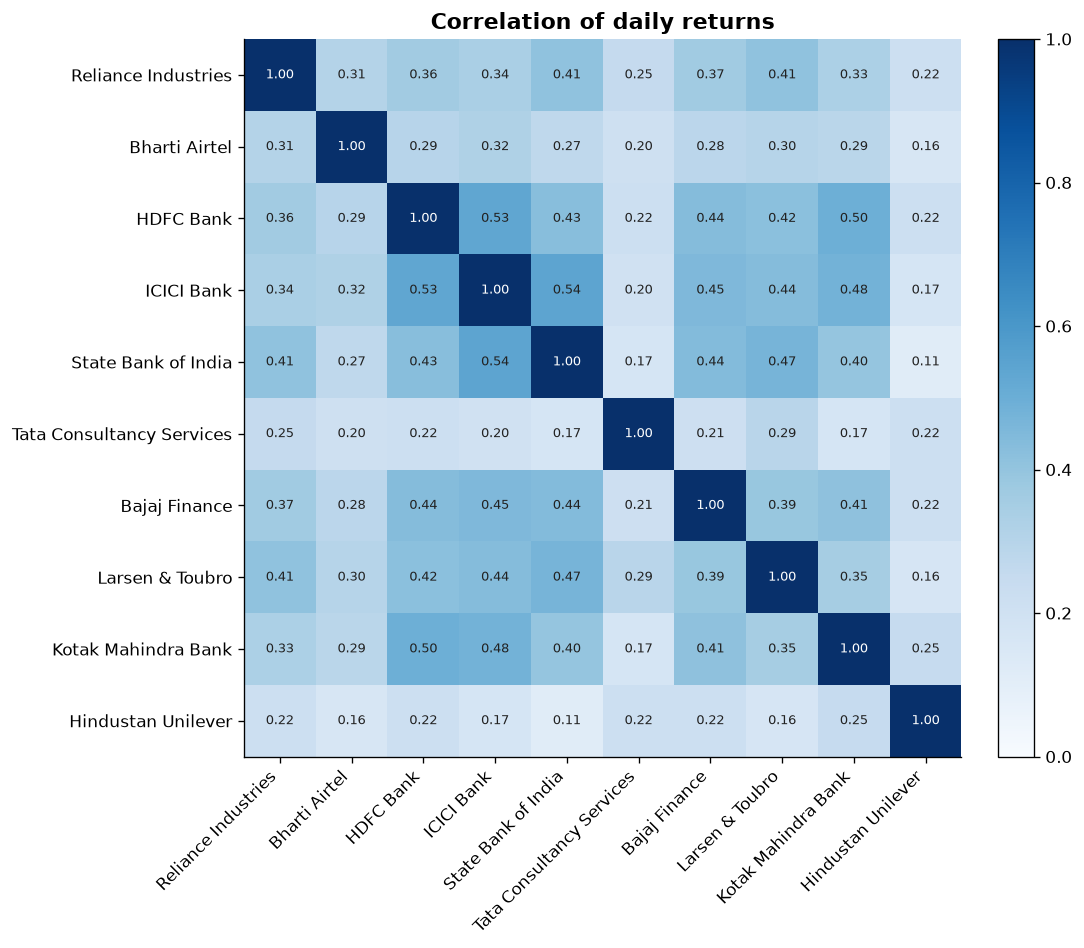 Correlation of daily returns
Reliance Industries 1.00 0.31 0.36 0.34 0.41 0.25 0.37 0.41 0.33 0.22
Bharti Airtel 0.31 1.00 0.29 0.32 0.27 0.20 0.28 0.30 0.29 0.16
HDFC Bank 0.36 0.29 1.00 0.53 0.43 0.22 0.44 0.42 0.50 0.22
ICICI Bank 0.34 0.32 0.53 1.00 0.54 0.20 0.45 0.44 0.48 0.17
State Bank of India 0.41 0.27 0.43 0.54 1.00 0.17 0.44 0.47 0.40 0.11
Tata Consultancy Services 0.25 0.20 0.22 0.20 0.17 1.00 0.21 0.29 0.17 0.22
Bajaj Finance 0.37 0.28 0.44 0.45 0.44 0.21 1.00 0.39 0.41 0.22
Larsen & Toubro 0.41 0.30 0.42 0.44 0.47 0.29 0.39 1.00 0.35 0.16
Kotak Mahindra Bank 0.33 0.29 0.50 0.48 0.40 0.17 0.41 0.35 1.00 0.25
Hindustan Unilever 0.22 0.16 0.22 0.17 0.11 0.22 0.22 0.16 0.25 1.00
Reliance Industries
Bharti Airtel
HDFC Bank
ICICI Bank
State Bank of India
Tata Consultancy Services
Bajaj Finance
Larsen & Toubro
Kotak Mahindra Bank
Hindustan Unilever
1.0
0.8
0.6
0.4
0.2
0.0